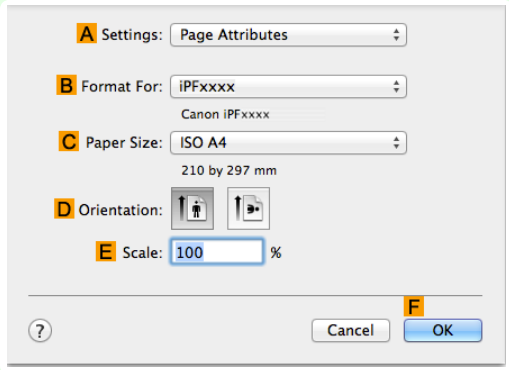 A Settings: Page Attributes
B Format For: iPFxxxx
Canon iPFxxxx
C Paper Size: ISO A4
210 by 297 mm
D Orientation:
E Scale: 100 %
F
? Cancel OK